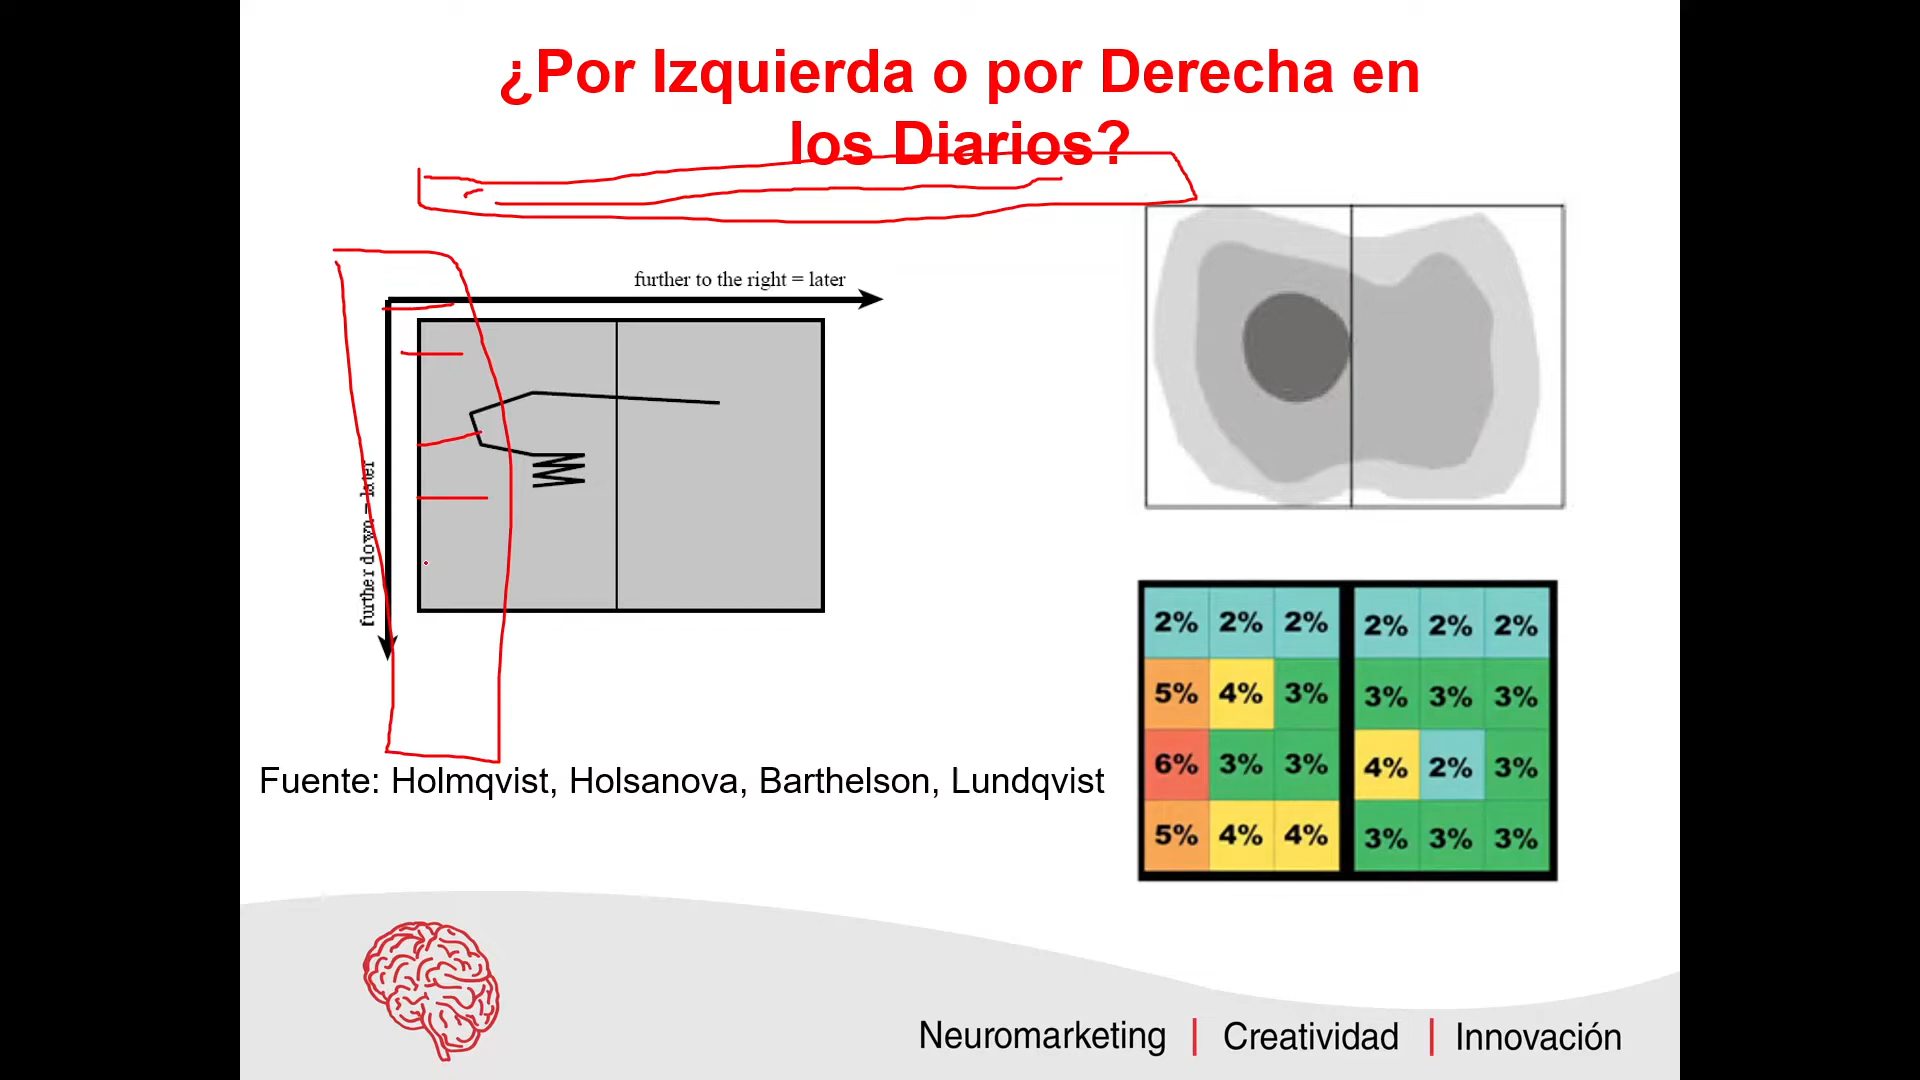 ¿Por Izquierda o por Derecha en
los Diarios?
further to the right = later
further down = later
Fuente: Holmqvist, Holsanova, Barthelson, Lundqvist
2% 2% 2% 2% 2% 2%
5% 4% 3% 3% 3% 3%
6% 3% 3% 4% 2% 3%
5% 4% 4% 3% 3% 3%
Neuromarketing | Creatividad | Innovación